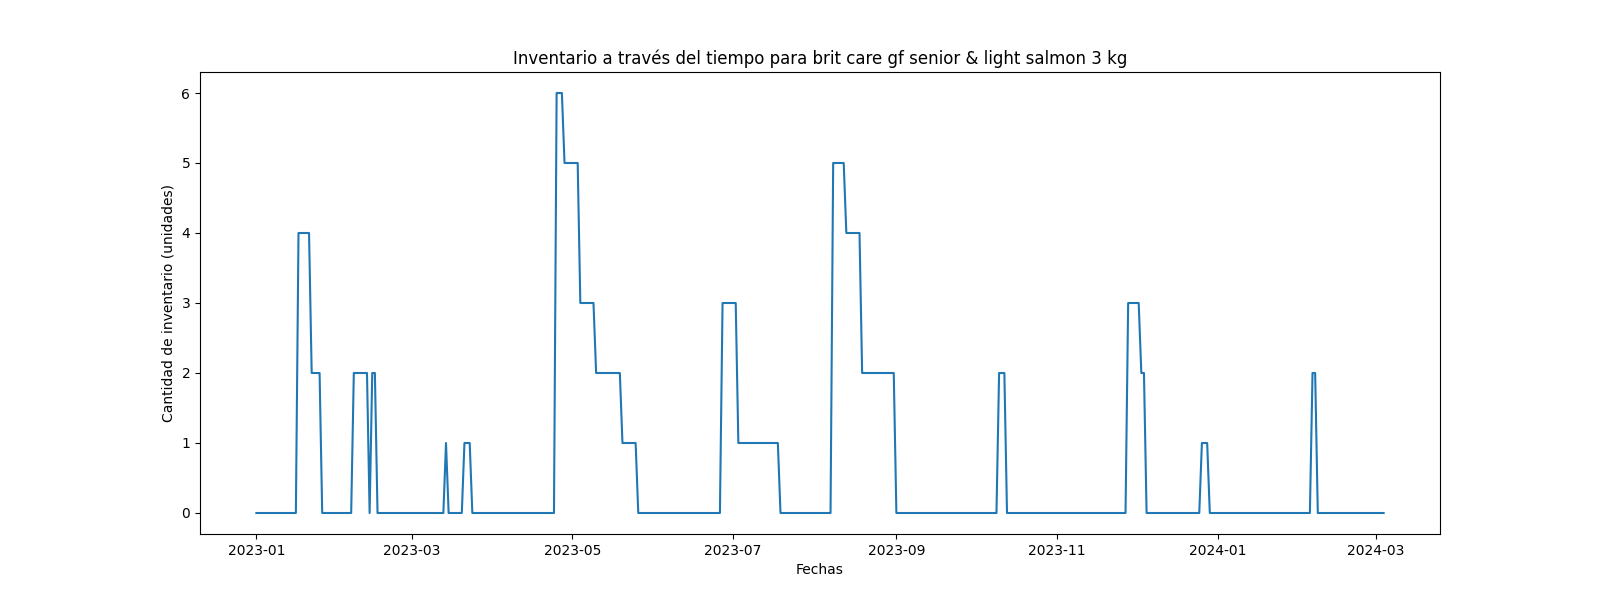 Inventario a través del tiempo para brit care gf senior & light salmon 3 kg
Cantidad de inventario (unidades)
6
5
4
3
2
1
0
2023-01 2023-03 2023-05 2023-07 2023-09 2023-11 2024-01 2024-03
Fechas